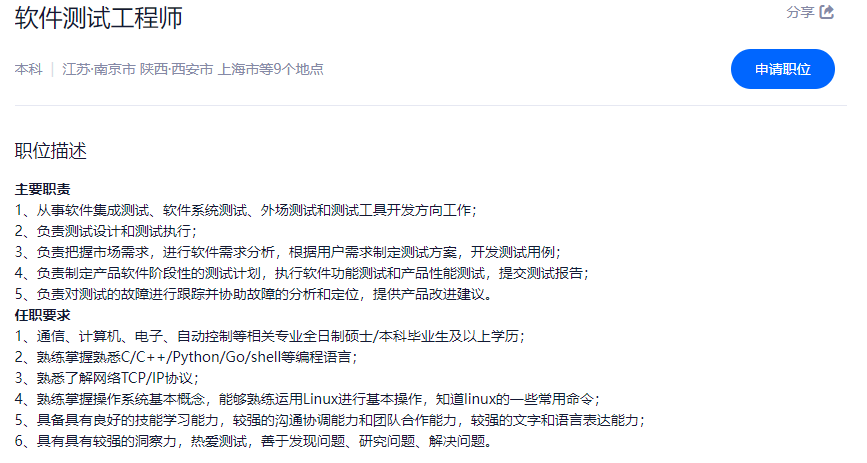 软件测试工程师
分享
本科 | 江苏·南京市 陕西·西安市 上海市等9个地点
申请职位
职位描述
主要职责
1、从事软件集成测试、软件系统测试、外场测试和测试工具开发方向工作；
2、负责测试设计和测试执行；
3、负责把握市场需求，进行软件需求分析，根据用户需求制定测试方案，开发测试用例；
4、负责制定产品软件阶段性的测试计划，执行软件功能测试和产品性能测试，提交测试报告；
5、负责对测试的故障进行跟踪并协助故障的分析和定位，提供产品改进建议。
任职要求
1、通信、计算机、电子、自动控制等相关专业全日制硕士/本科毕业生及以上学历；
2、熟练掌握熟悉C/C++/Python/Go/shell等编程语言；
3、熟悉了解网络TCP/IP协议；
4、熟练掌握操作系统基本概念，能够熟练运用Linux进行基本操作，知道linux的一些常用命令；
5、具备具有良好的技能学习能力，较强的沟通协调能力和团队合作能力，较强的文字和语言表达能力；
6、具有具有较强的洞察力，热爱测试，善于发现问题、研究问题、解决问题。